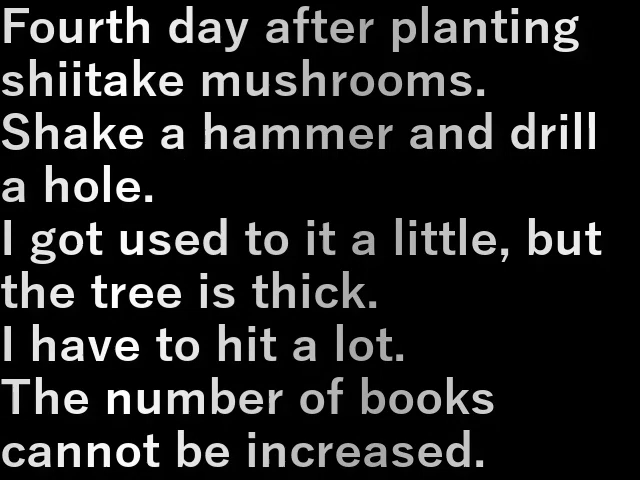 Fourth day after planting
shiitake mushrooms.
Shake a hammer and drill
a hole.
I got used to it a little, but
the tree is thick.
I have to hit a lot.
The number of books
cannot be increased.